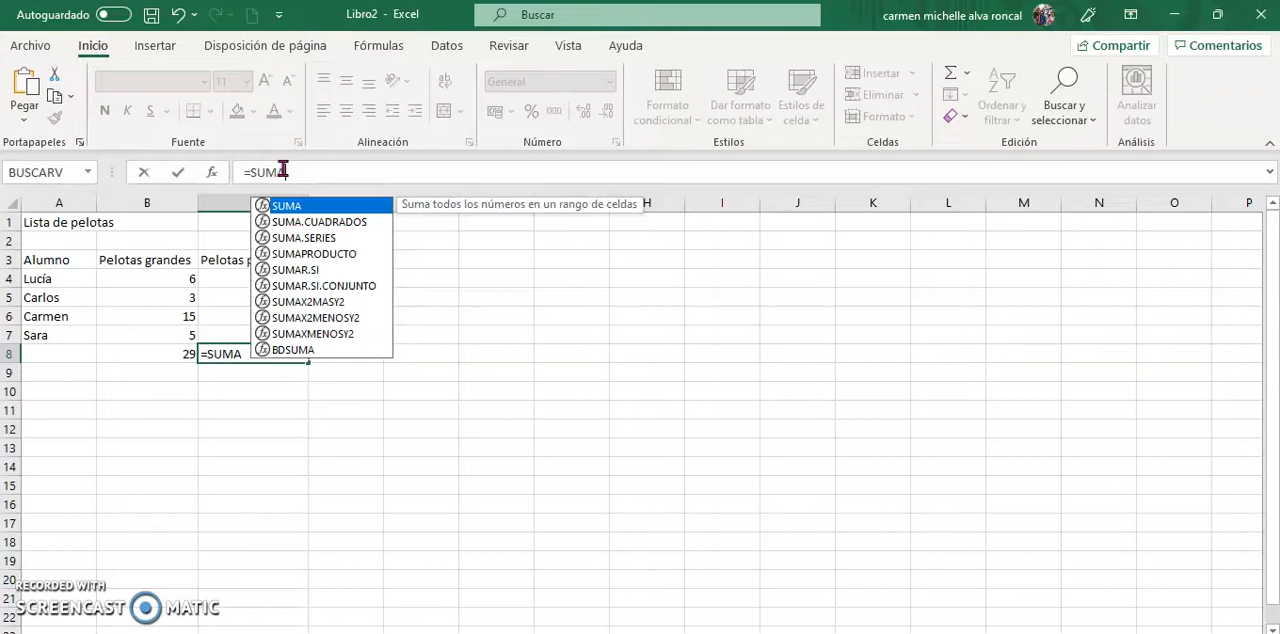 Autoguardado Libro2 - Excel Buscar carmen michelle alva roncal
Archivo Inicio Insertar Disposición de página Fórmulas Datos Revisar Vista Ayuda Compartir Comentarios
Pegar
11
N K S
General
% 000
Formato condicional
Dar formato como tabla
Estilos de celda
Insertar
Eliminar
Formato
Ordenar y filtrar
Buscar y seleccionar
Analizar datos
Portapapeles Fuente Alineación Número Estilos Celdas Edición Análisis
BUSCARV fx =SUMA
A B H I J K L M N O P
SUMA
SUMA.CUADRADOS
SUMA.SERIES
SUMAPRODUCTO
SUMAR.SI
SUMAR.SI.CONJUNTO
SUMAX2MASY2
SUMAX2MENOSY2
SUMAXMENOSY2
BDSUMA
Suma todos los números en un rango de celdas
1 Lista de pelotas
2
3 Alumno Pelotas grandes Pelotas
4 Lucía 6
5 Carlos 3
6 Carmen 15
7 Sara 5
8 29 =SUMA
9
10
11
12
13
14
15
16
17
18
19
20
21
22
RECORDED WITH
SCREENCAST MATIC